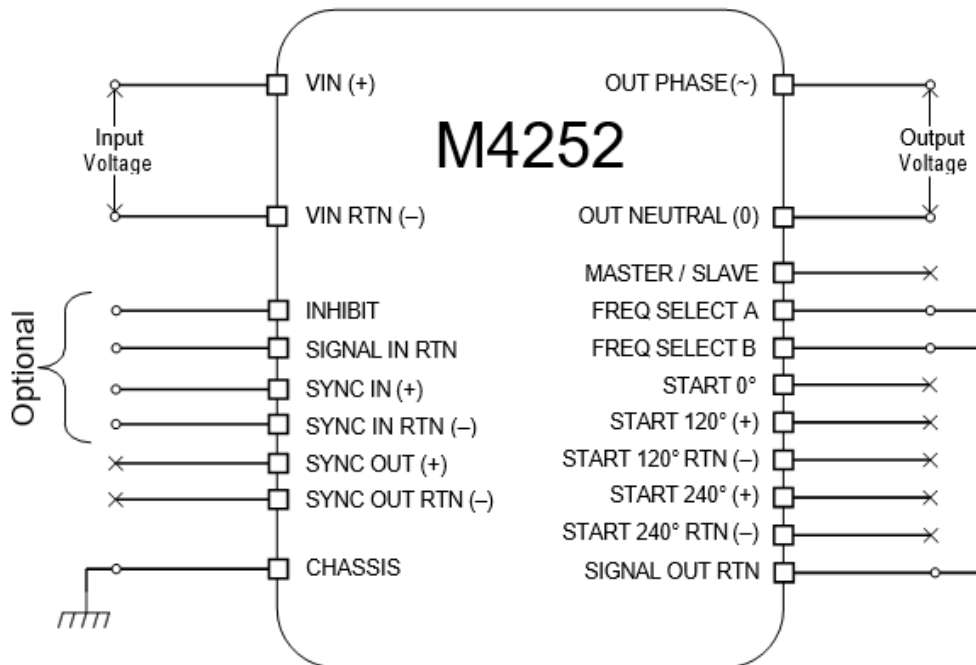 M4252
Input
Voltage
Optional
VIN (+)
VIN RTN (–)
INHIBIT
SIGNAL IN RTN
SYNC IN (+)
SYNC IN RTN (–)
SYNC OUT (+)
SYNC OUT RTN (–)
CHASSIS
OUT PHASE(~)
OUT NEUTRAL (0)
MASTER / SLAVE
FREQ SELECT A
FREQ SELECT B
START 0°
START 120° (+)
START 120° RTN (–)
START 240° (+)
START 240° RTN (–)
SIGNAL OUT RTN
Output
Voltage